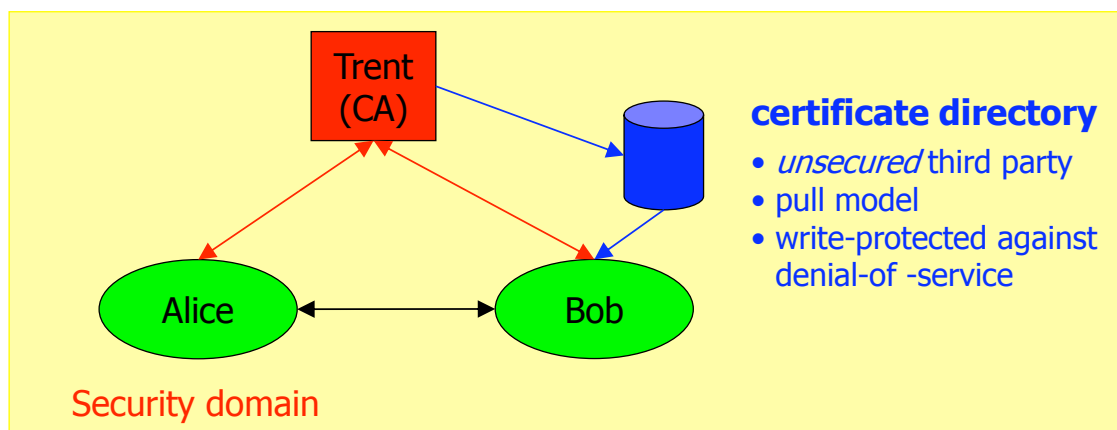 Trent
(CA)
certificate directory
• unsecured third party
• pull model
• write-protected against
denial-of -service
Alice
Bob
Security domain